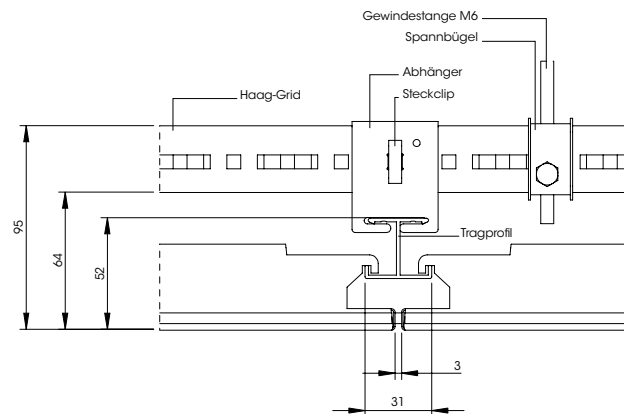 Gewindestange M6
Spannbügel
Abhänger
Steckclip
Haag-Grid
Tragprofil
95
64
52
3
31